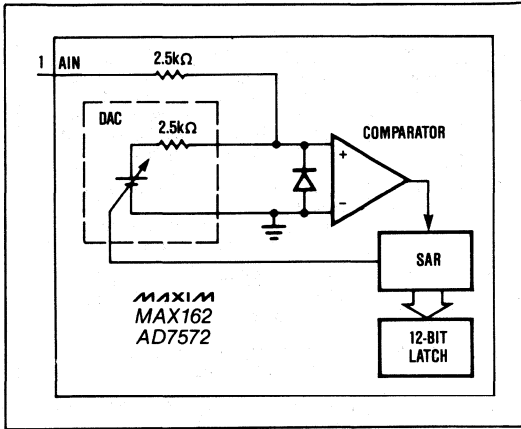 1 AIN
2.5kΩ
DAC
2.5kΩ
COMPARATOR
+
−
SAR
MAXIM
MAX162
AD7572
12-BIT
LATCH